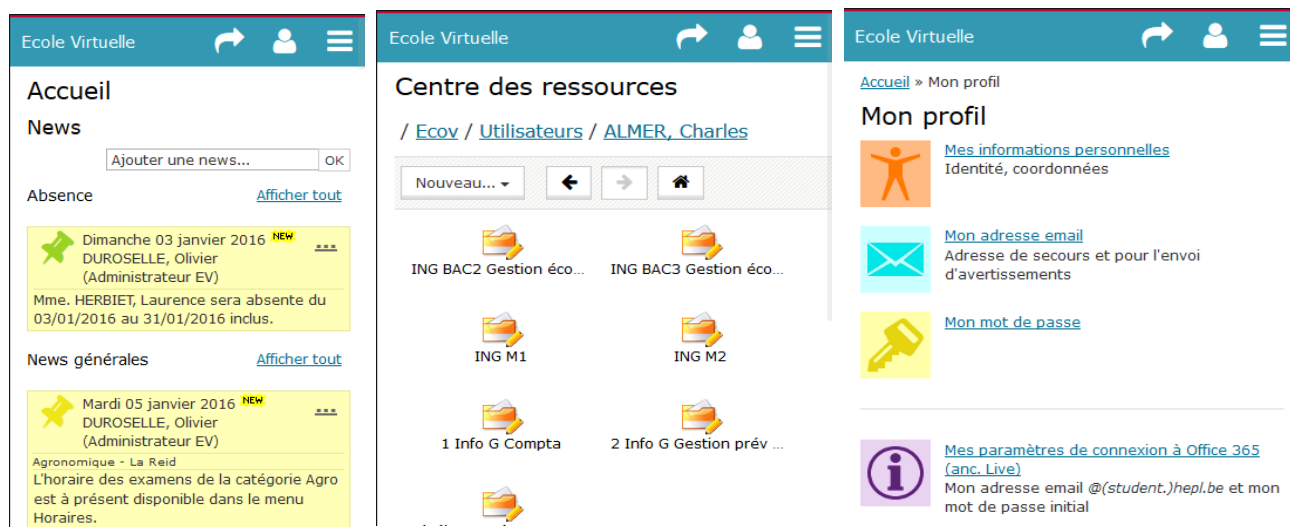 Ecole Virtuelle
Accueil
News
Ajouter une news...
OK
Absence
Afficher tout
Dimanche 03 janvier 2016 NEW
...
DUROSELLE, Olivier
(Administrateur EV)
Mme. HERBIET, Laurence sera absente du
03/01/2016 au 31/01/2016 inclus.
News générales
Afficher tout
Mardi 05 janvier 2016 NEW
...
DUROSELLE, Olivier
(Administrateur EV)
Agronomique - La Reid
L'horaire des examens de la catégorie Agro
est à présent disponible dans le menu
Horaires.
Ecole Virtuelle
Centre des ressources
/ Ecov / Utilisateurs / ALMER, Charles
Nouveau...
ING BAC2 Gestion éco...
ING BAC3 Gestion éco...
ING M1
ING M2
1 Info G Compta
2 Info G Gestion prév ...
Ecole Virtuelle
Accueil » Mon profil
Mon profil
Mes informations personnelles
Identité, coordonnées
Mon adresse email
Adresse de secours et pour l'envoi
d'avertissements
Mon mot de passe
Mes paramètres de connexion à Office 365
(anc. Live)
Mon adresse email @(student.)hepl.be et mon
mot de passe initial